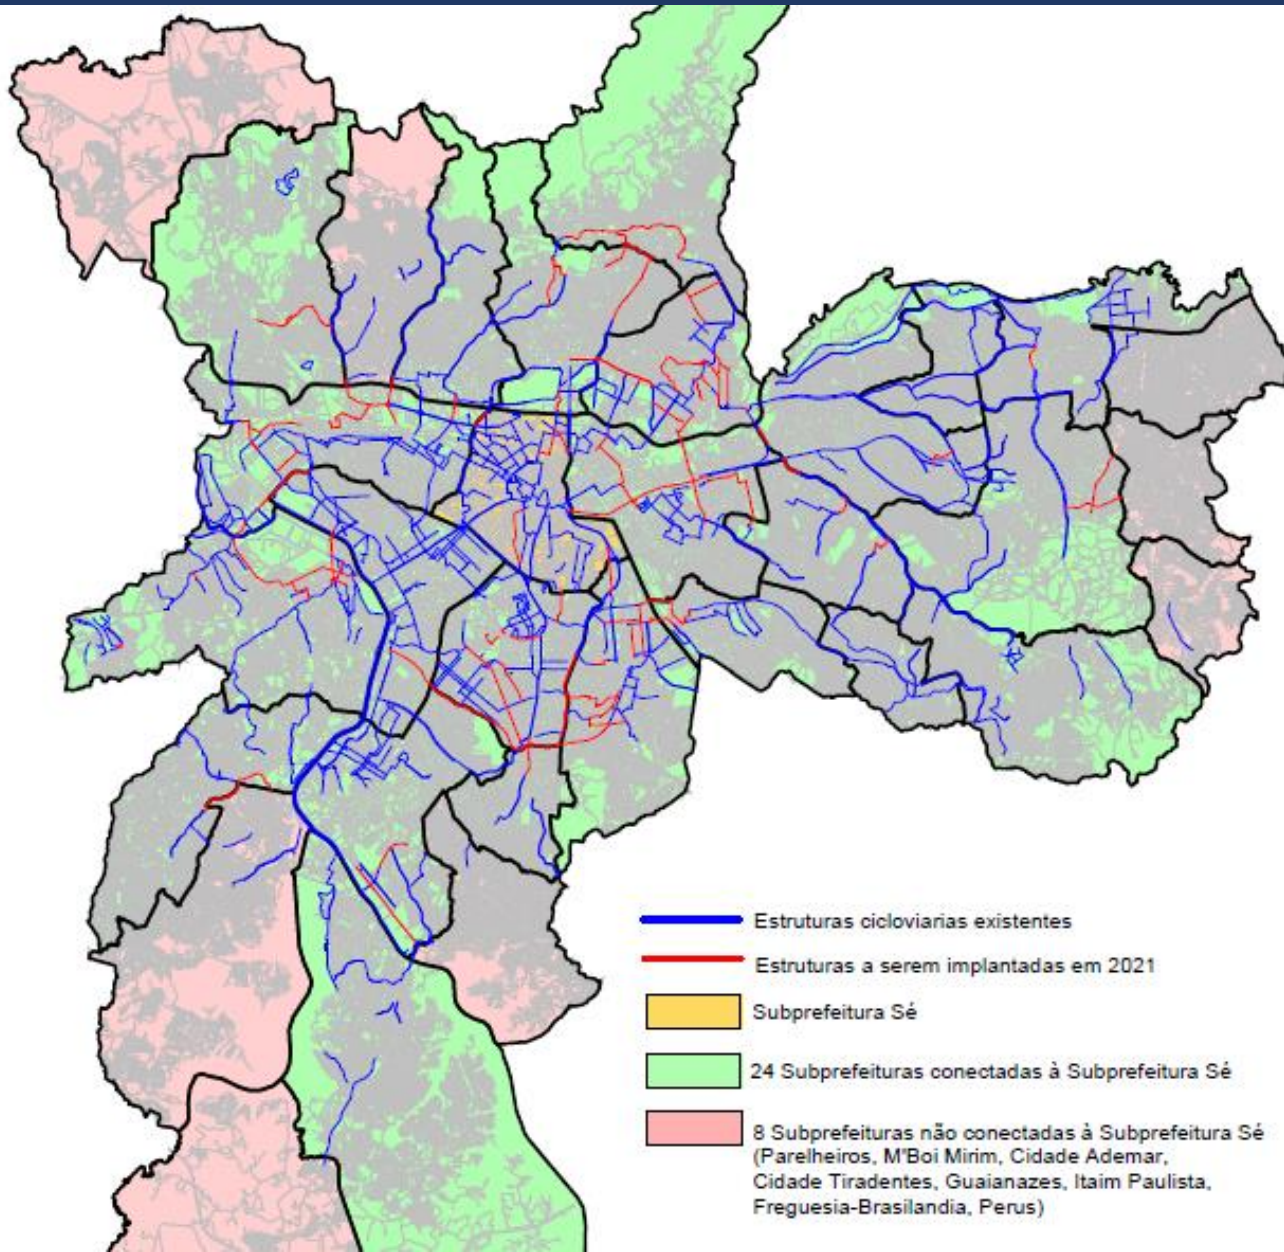 Estruturas cicloviarias existentes
Estruturas a serem implantadas em 2021
Subprefeitura Sé
24 Subprefeituras conectadas à Subprefeitura Sé
8 Subprefeituras não conectadas à Subprefeitura Sé
(Parelheiros, M'Boi Mirim, Cidade Ademar,
Cidade Tiradentes, Guaianazes, Itaim Paulista,
Freguesia-Brasilandia, Perus)